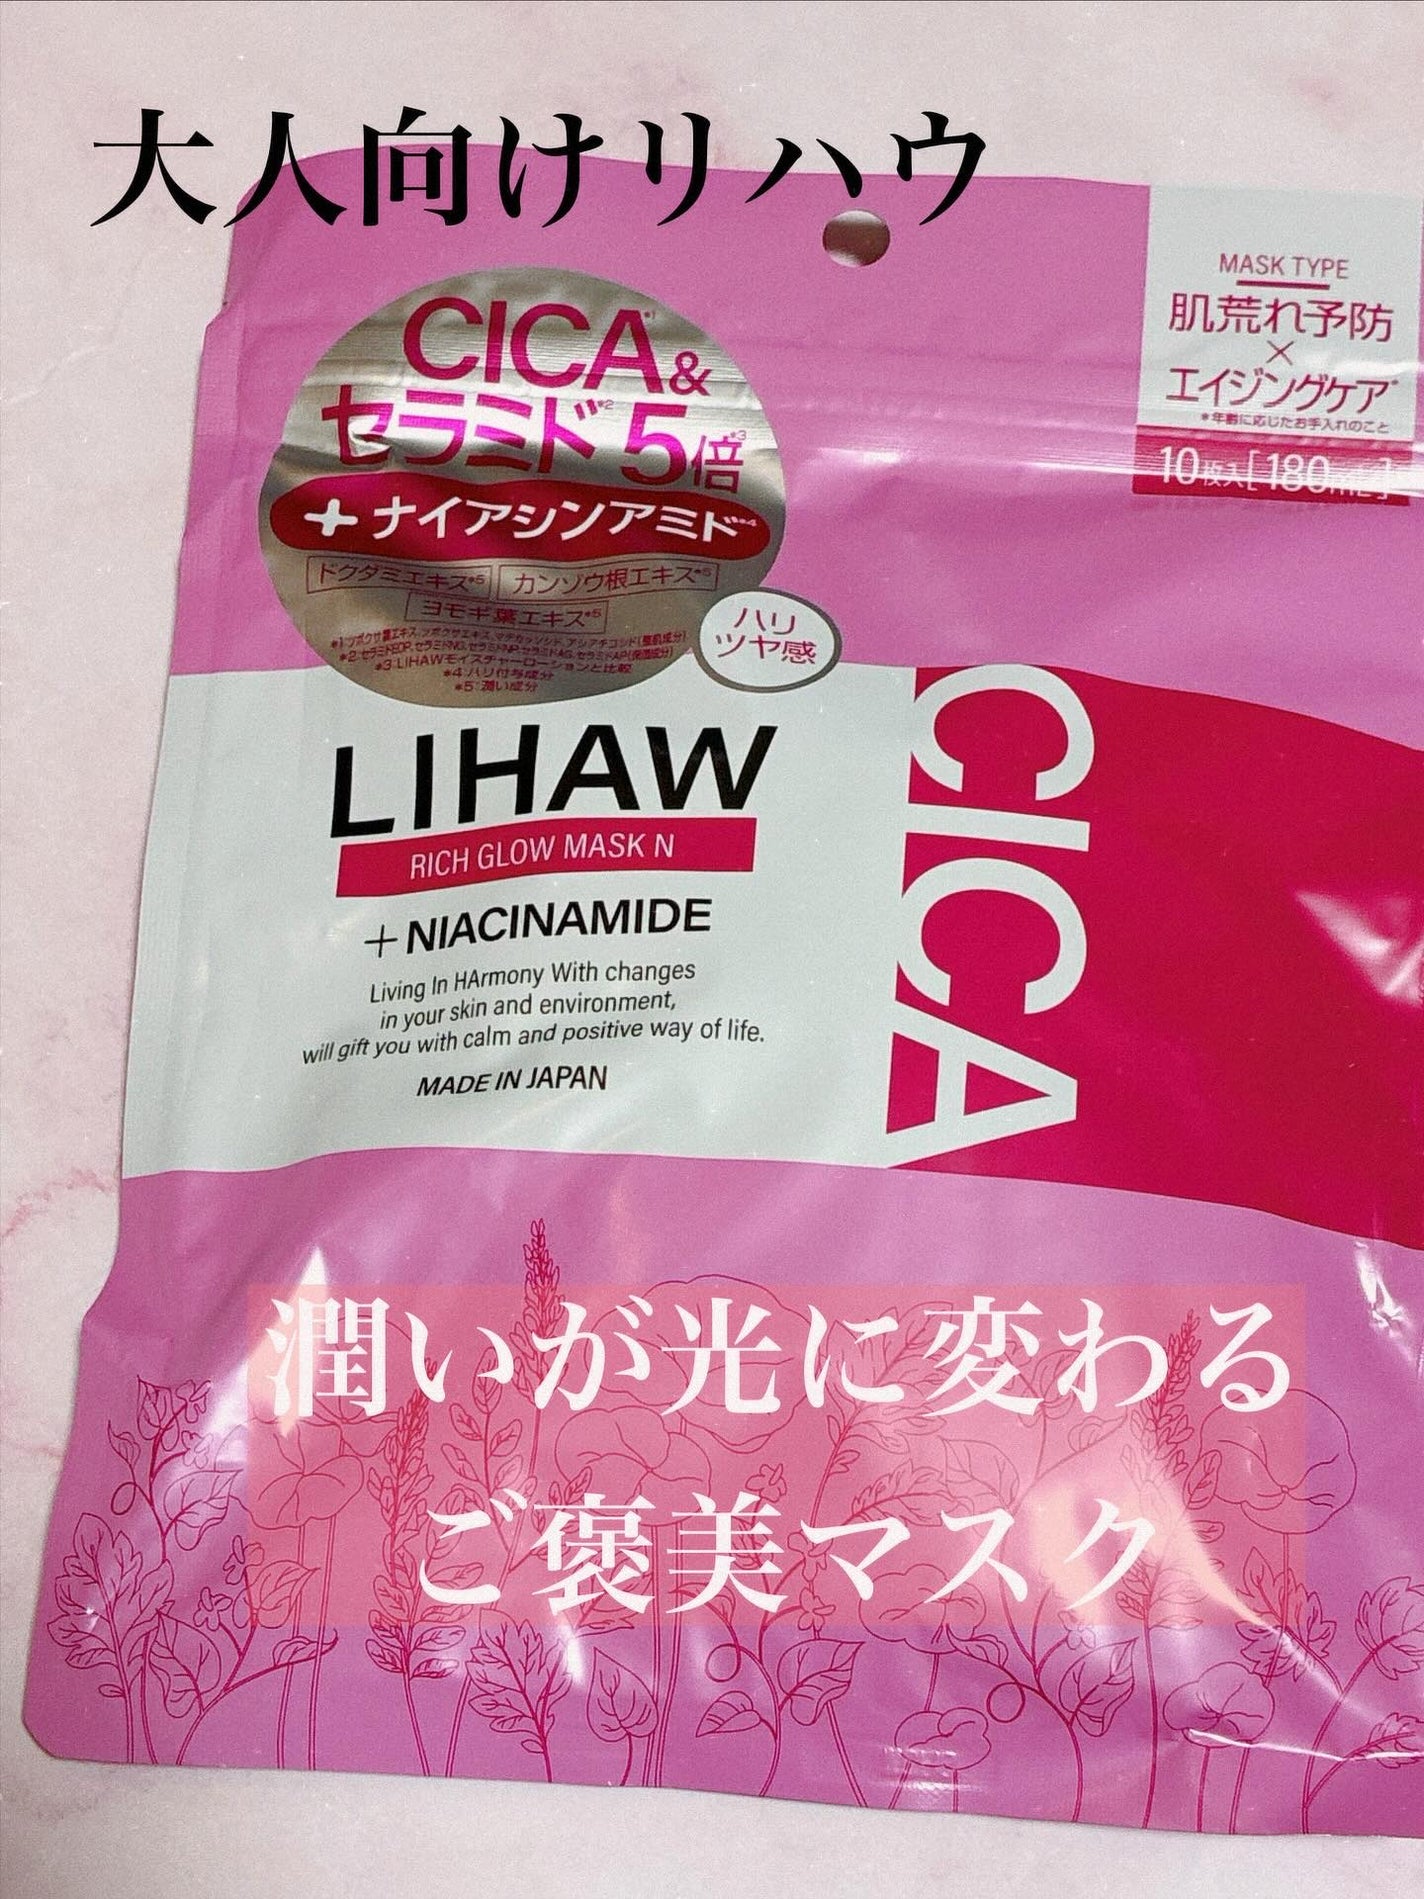 大人向けリハウ
MASK TYPE
肌荒れ予防
×
エイジングケア*
*年齢に応じたお手入れのこと
10枚入[180mL]
CICA*1&
セラミド*2 5倍*3
+ナイアシンアミド*4
ドクダミエキス*5 カンゾウ根エキス*5
ヨモギ葉エキス*5
*3:LIHAWモイスチャーローションと比較
*4:ハリ付与成分
*5:潤い成分
ハリ
ツヤ感
LIHAW
RICH GLOW MASK N
+NIACINAMIDE
Living In HArmony With changes
in your skin and environment,
will gift you with calm and positive way of life.
MADE IN JAPAN
CICA
潤いが光に変わる
ご褒美マスク